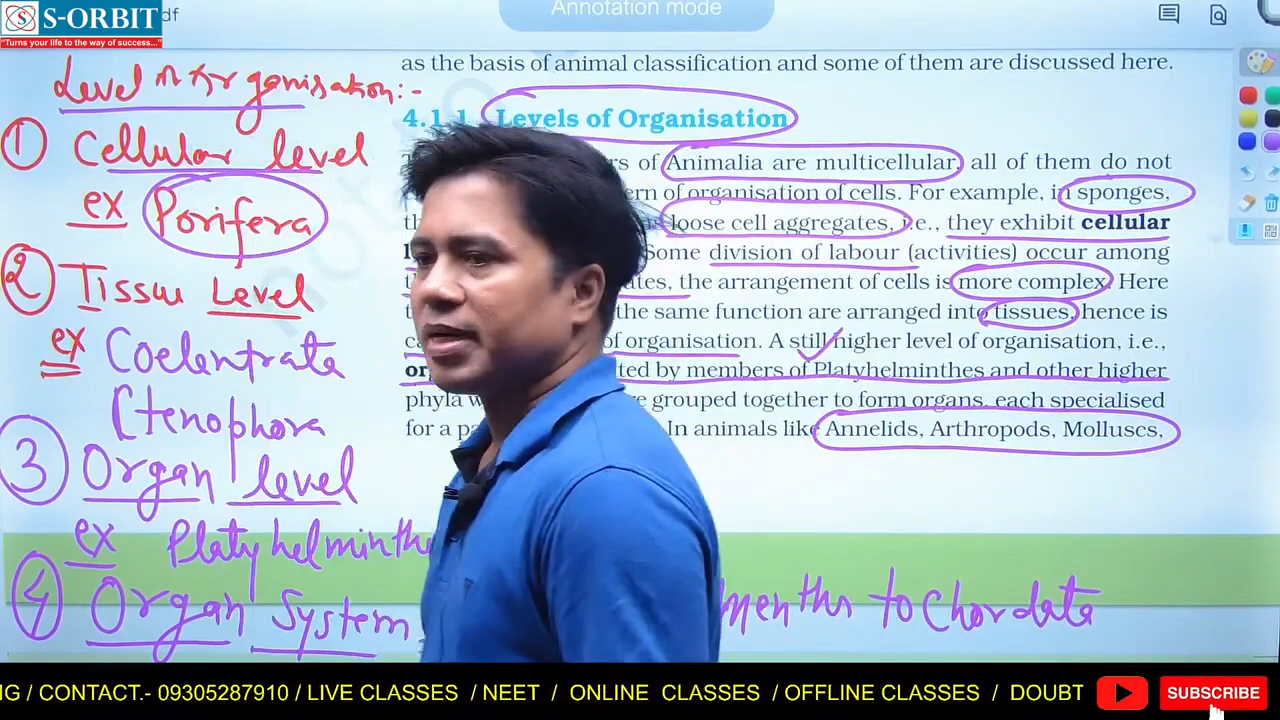 Annotation mode
df
S-ORBIT
"Turns your life to the way of success..."
as the basis of animal classification and some of them are discussed here.
Level Organisation:-
4.1.1 Levels of Organisation
① Cellular level
rs of Animalia are multicellular, all of them do not
ern of organisation of cells. For example, in sponges,
ex Porifera
loose cell aggregates, i.e., they exhibit cellular
Some division of labour (activities) occur among
② Tissue Level
ates, the arrangement of cells is more complex. Here
the same function are arranged into tissues, hence is
ex Coelentrate
of organisation. A still higher level of organisation, i.e.,
or ted by members of Platyhelminthes and other higher
Ctenophora
phyla e grouped together to form organs, each specialised
for a pa In animals like Annelids, Arthropods, Molluscs,
③ Organ level
ex Platyhelminthe
④ Organ System menthes to Chordata
NG / CONTACT.- 09305287910 / LIVE CLASSES / NEET / ONLINE CLASSES / OFFLINE CLASSES / DOUBT
SUBSCRIBE